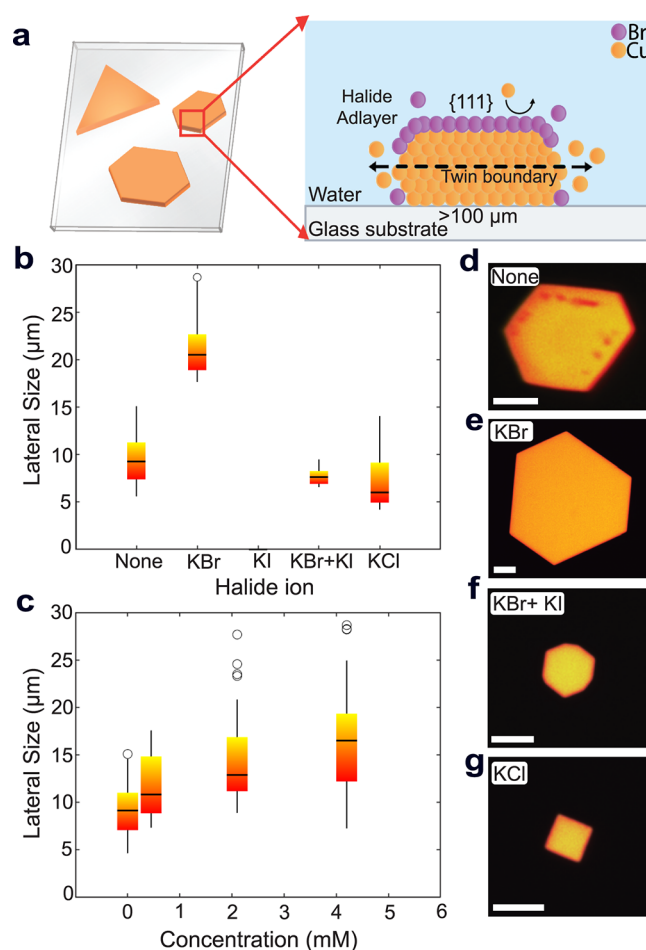 a
Br
Cu
Halide
Adlayer
{111}
Twin boundary
Water
>100 µm
Glass substrate
b
30
25
20
15
10
5
0
Lateral Size (µm)
None KBr KI KBr+KI KCl
Halide ion
c
30
25
20
15
10
5
0
Lateral Size (µm)
0 1 2 3 4 5 6
Concentration (mM)
d
None
e
KBr
f
KBr+ KI
g
KCl